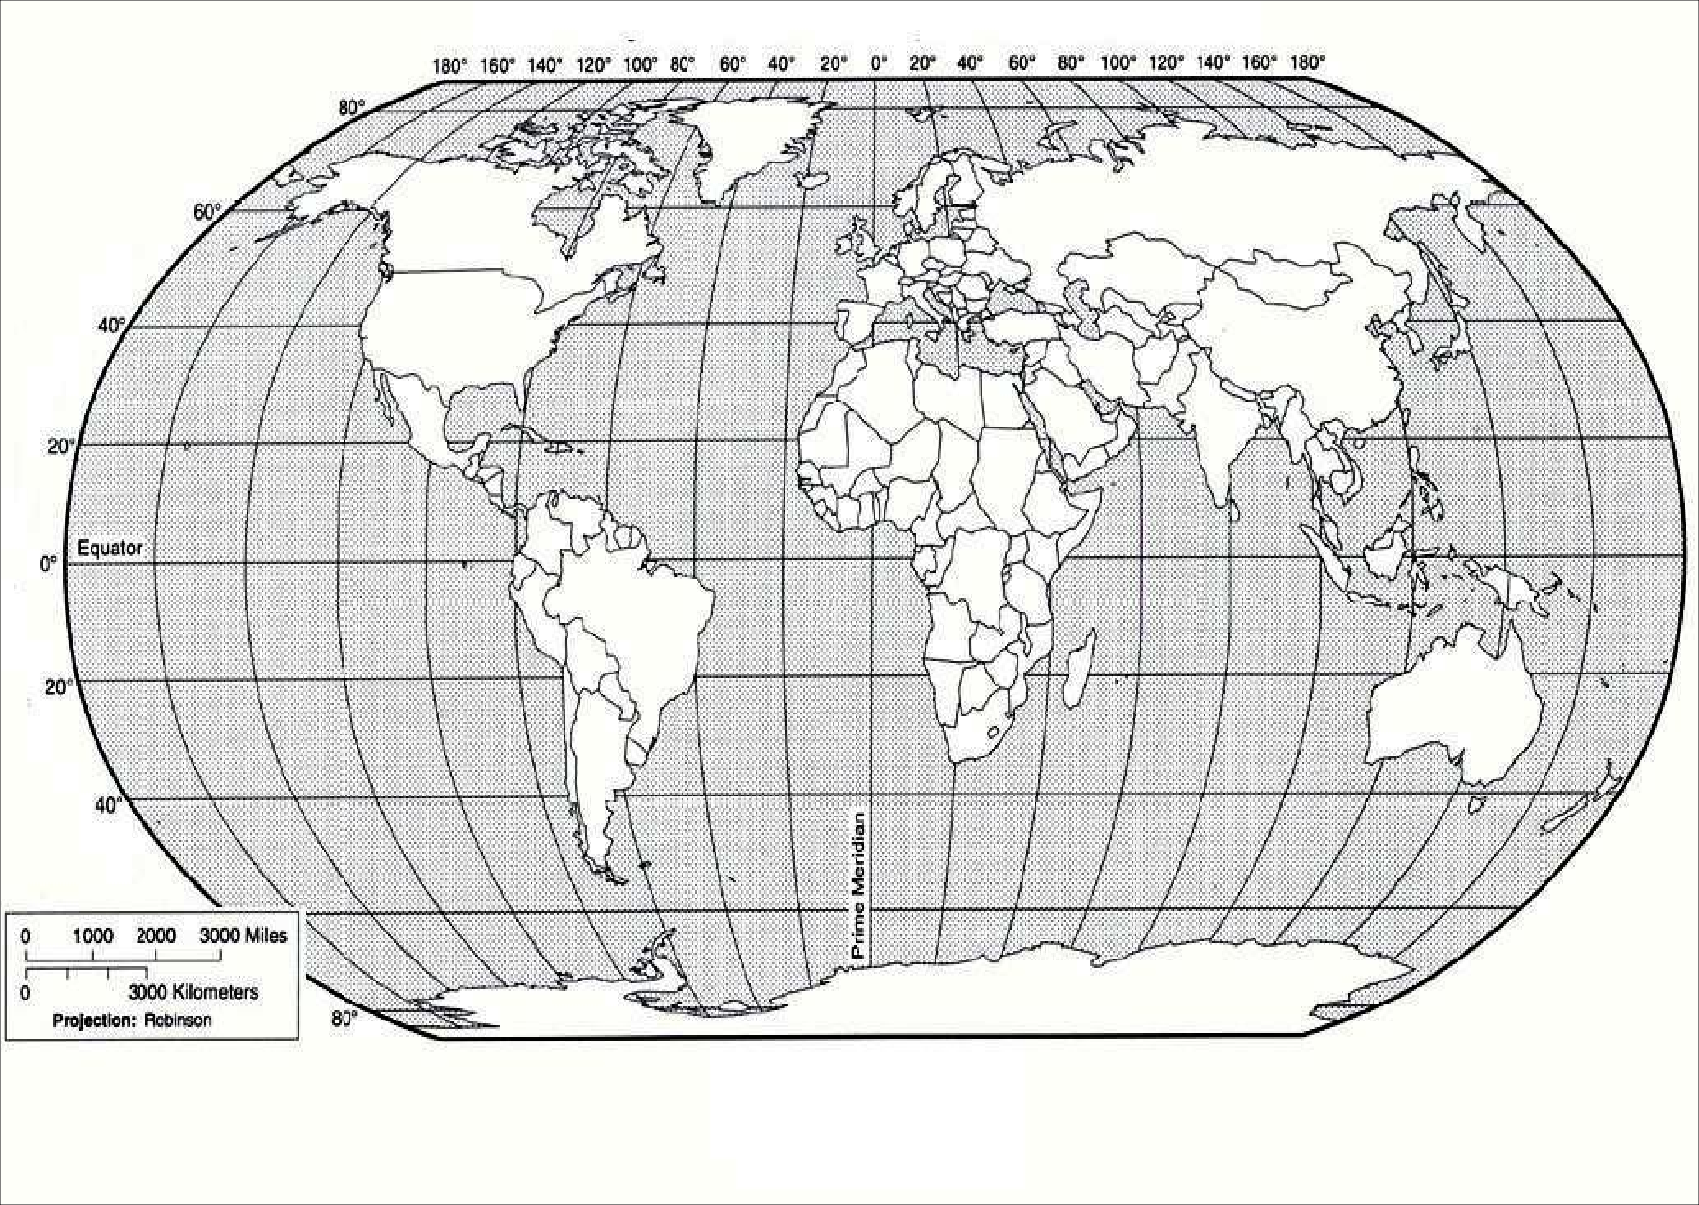 180° 160° 140° 120° 100° 80° 60° 40° 20° 0° 20° 40° 60° 80° 100° 120° 140° 160° 180°
80°
60°
40°
20°
Equator
0°
20°
40°
Prime Meridian
0 1000 2000 3000 Miles
0 3000 Kilometers
Projection: Robinson
80°